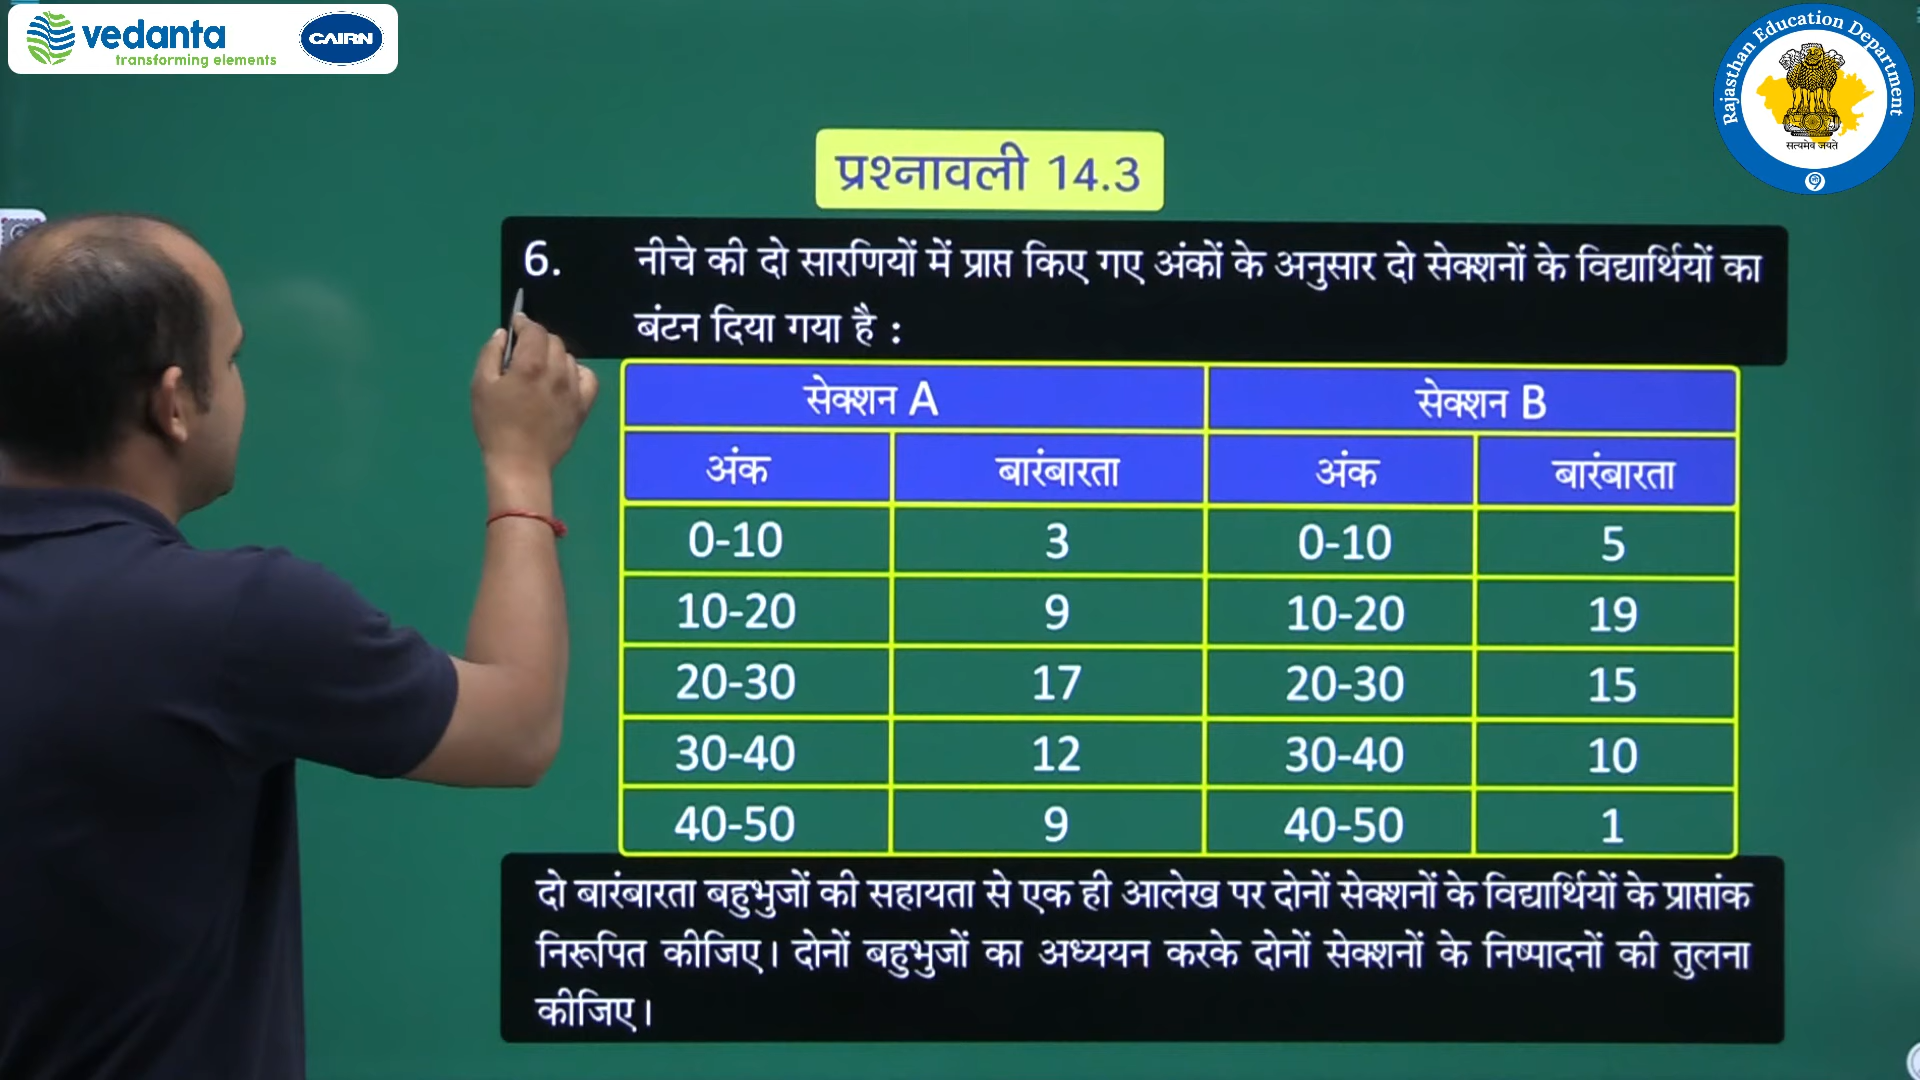 vedanta
transforming elements
CAIRN
Rajasthan Education Department
सत्यमेव जयते
प्रश्नावली 14.3
6. नीचे की दो सारणियों में प्राप्त किए गए अंकों के अनुसार दो सेक्शनों के विद्यार्थियों का
बंटन दिया गया है :
सेक्शन A सेक्शन B
अंक बारंबारता अंक बारंबारता
0-10 3 0-10 5
10-20 9 10-20 19
20-30 17 20-30 15
30-40 12 30-40 10
40-50 9 40-50 1
दो बारंबारता बहुभुजों की सहायता से एक ही आलेख पर दोनों सेक्शनों के विद्यार्थियों के प्राप्तांक
निरूपित कीजिए। दोनों बहुभुजों का अध्ययन करके दोनों सेक्शनों के निष्पादनों की तुलना
कीजिए।